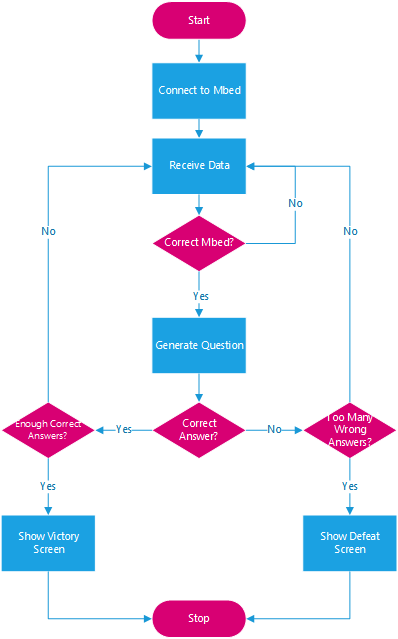 Start
Connect to Mbed
Receive Data
No
No
No
Correct Mbed?
Yes
Generate Question
Enough Correct
Answers?
Yes
Correct
Answer?
No
Too Many
Wrong
Answers?
Yes
Yes
Show Victory
Screen
Show Defeat
Screen
Stop